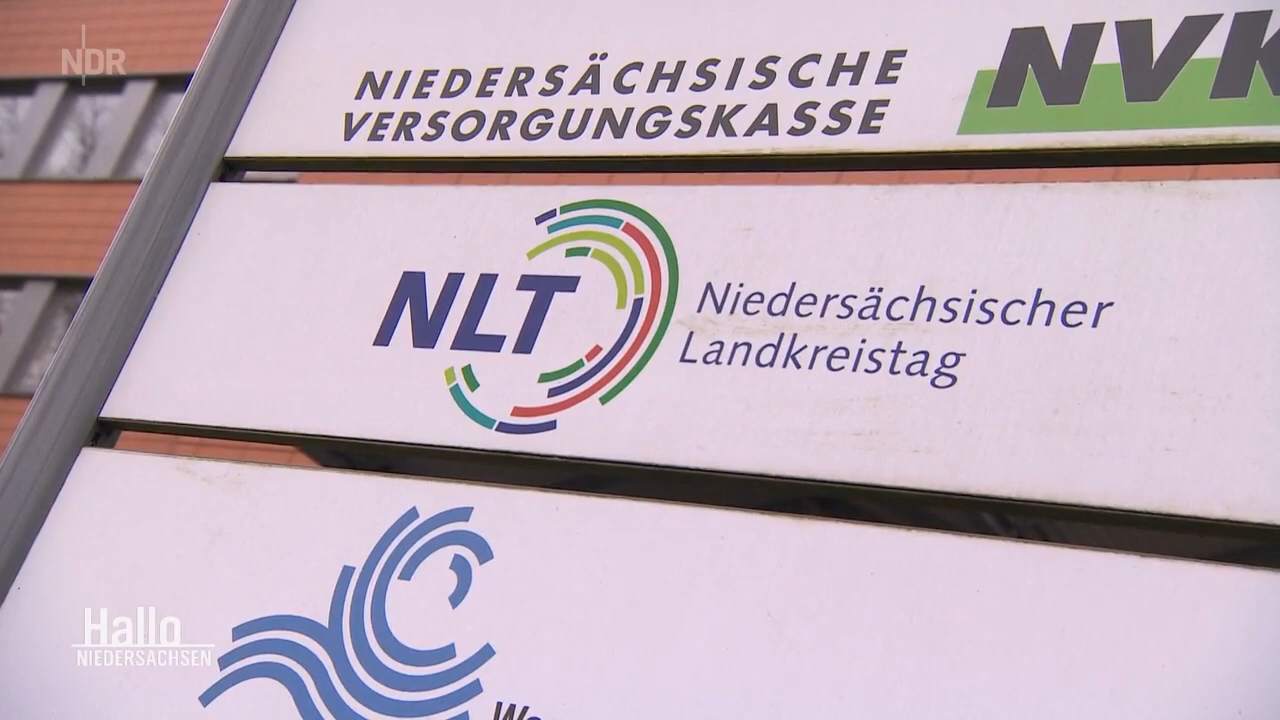 NDR
NIEDERSÄCHSISCHE
VERSORGUNGSKASSE
NVK
NLT
Niedersächsischer
Landkreistag
Hallo
NIEDERSACHSEN